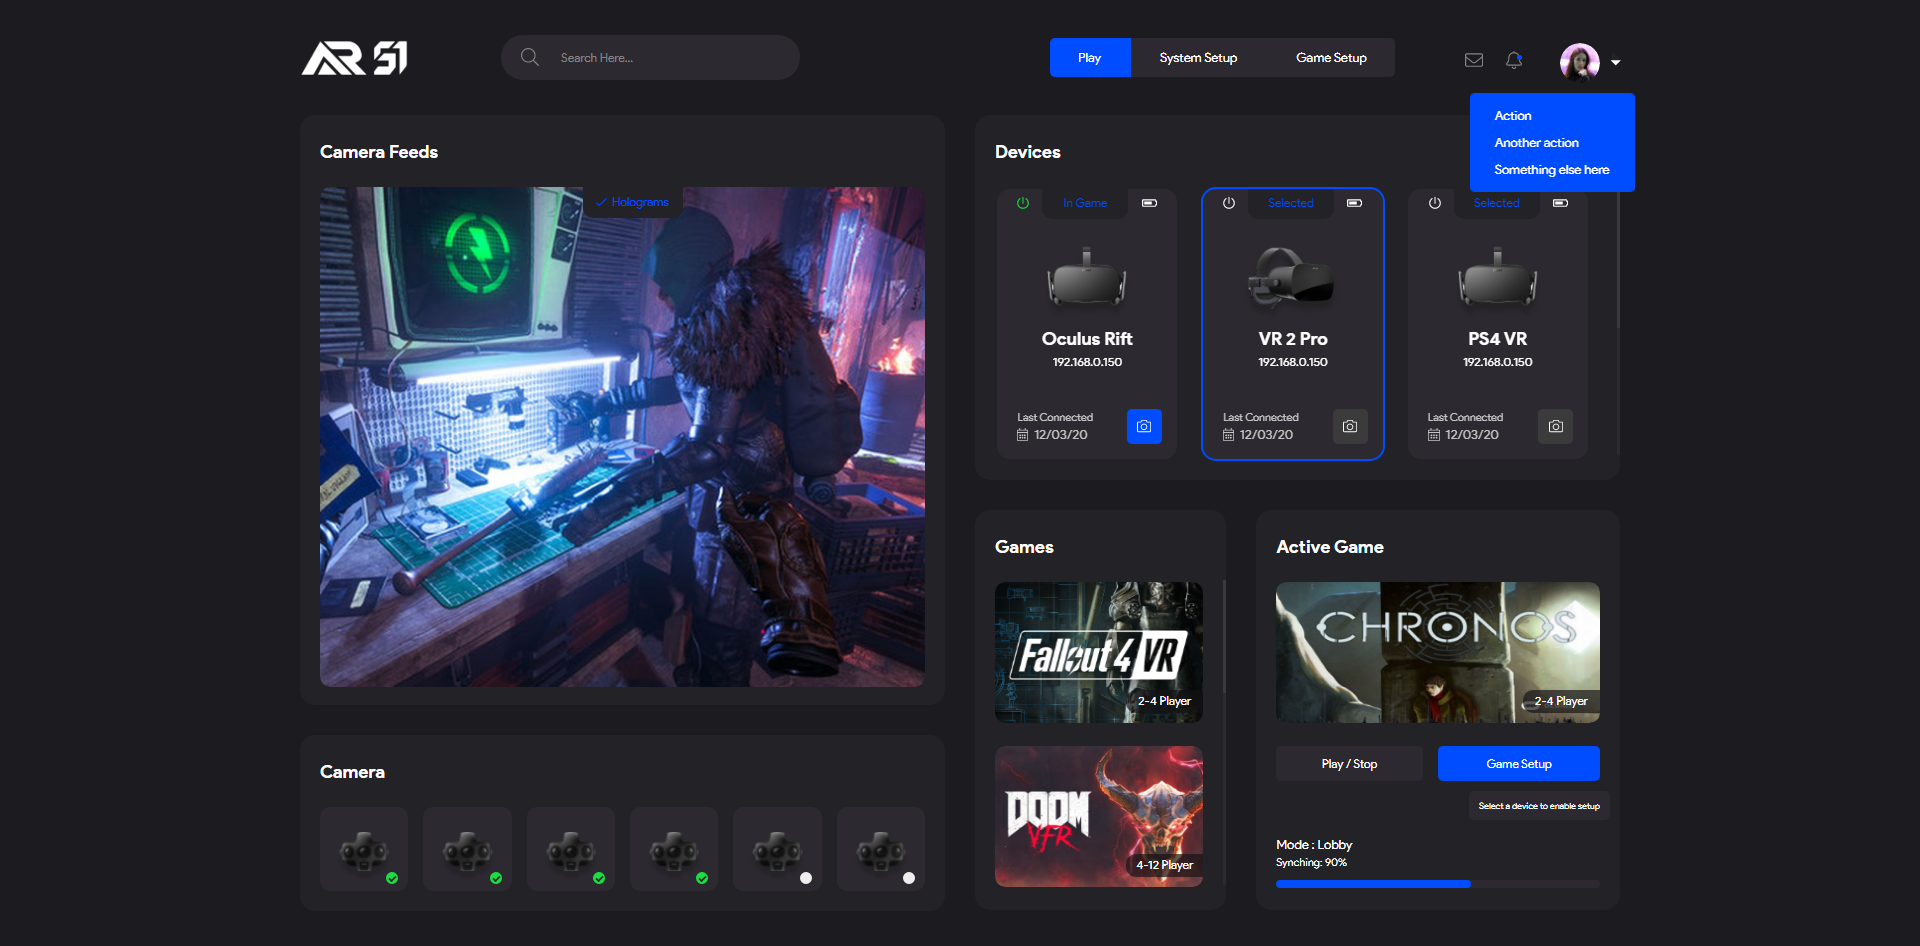 AR 51
Search Here...
Play
System Setup
Game Setup
Action
Another action
Something else here
Camera Feeds
Holograms
Devices
In Game
Oculus Rift
192.168.0.150
Last Connected
12/03/20
Selected
VR 2 Pro
192.168.0.150
Last Connected
12/03/20
Selected
PS4 VR
192.168.0.150
Last Connected
12/03/20
Games
Fallout 4 VR
2-4 Player
DOOM
VFR
4-12 Player
Active Game
CHRONOS
2-4 Player
Play / Stop
Game Setup
Select a device to enable setup
Mode : Lobby
Synching: 90%
Camera